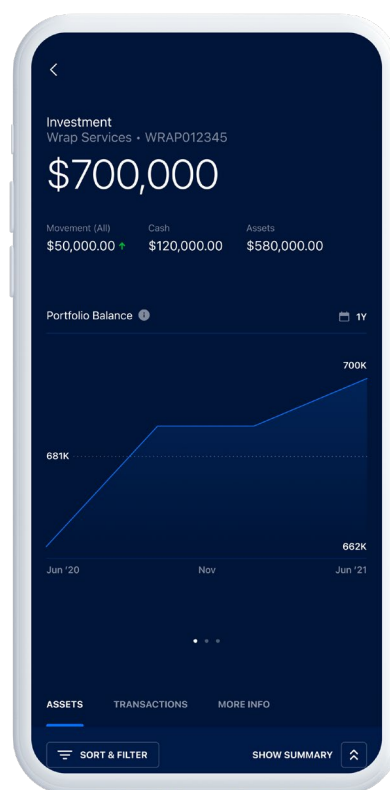 Investment
Wrap Services • WRAP012345
$700,000
Movement (All) Cash Assets
$50,000.00 $120,000.00 $580,000.00
Portfolio Balance 1Y
700K
681K
662K
Jun '20 Nov Jun '21
ASSETS TRANSACTIONS MORE INFO
SORT & FILTER SHOW SUMMARY